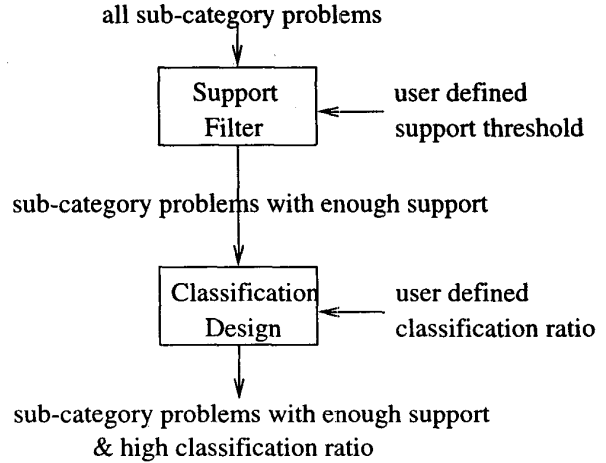 all sub-category problems
Support
Filter
user defined
support threshold
sub-category problems with enough support
Classification
Design
user defined
classification ratio
sub-category problems with enough support
& high classification ratio